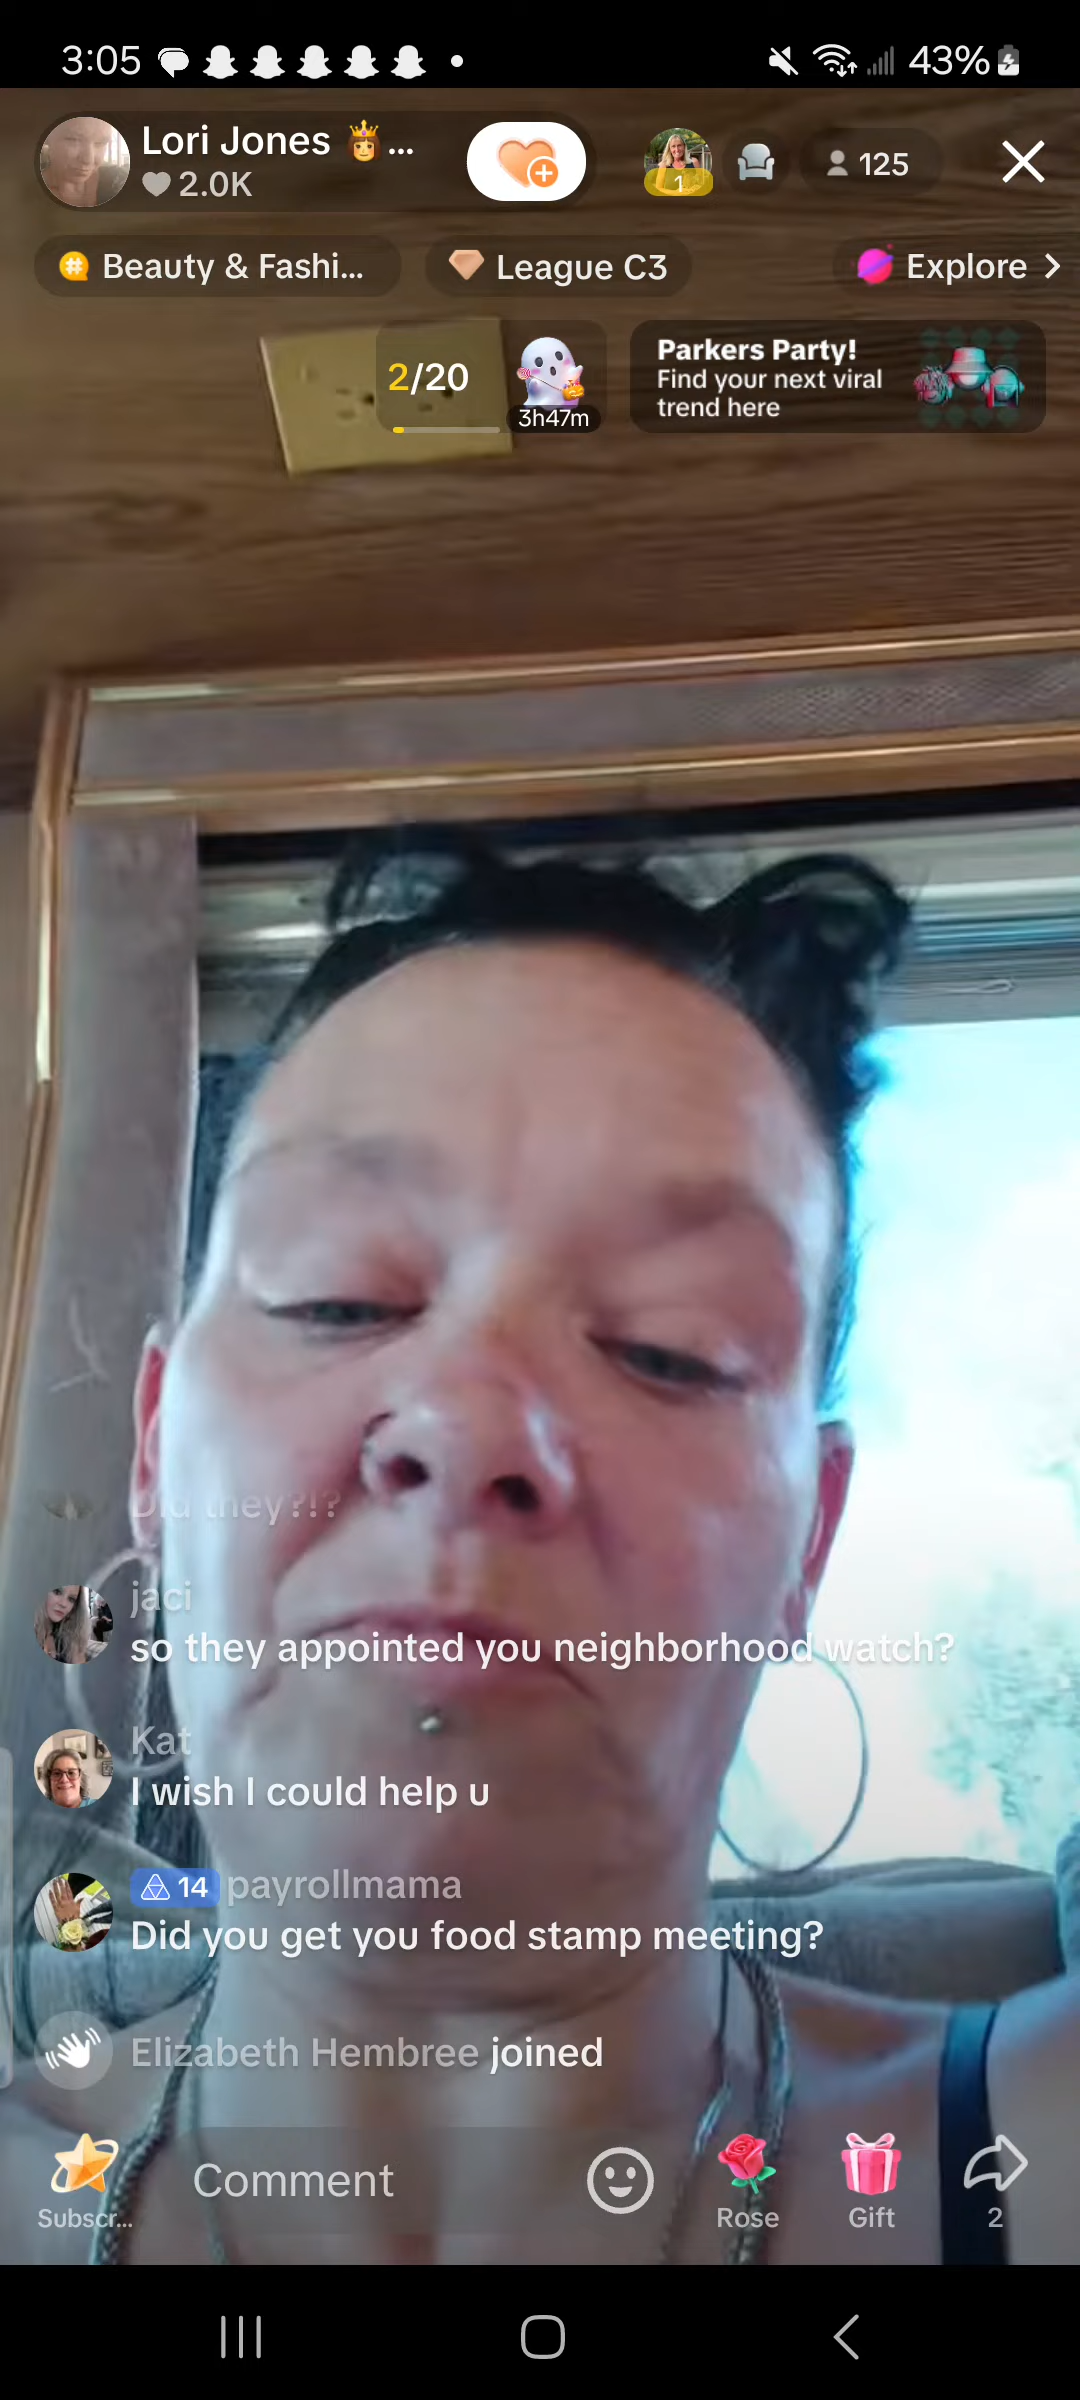 3:05
43%
Lori Jones 👸...
2.0K
1
125
# Beauty & Fashi...
League C3
Explore >
2/20
3h47m
Parkers Party!
Find your next viral
trend here
Did they?!?
jaci
so they appointed you neighborhood watch?
Kat
I wish I could help u
14 payrollmama
Did you get you food stamp meeting?
Elizabeth Hembree joined
Comment
Subscr...
Rose
Gift
2